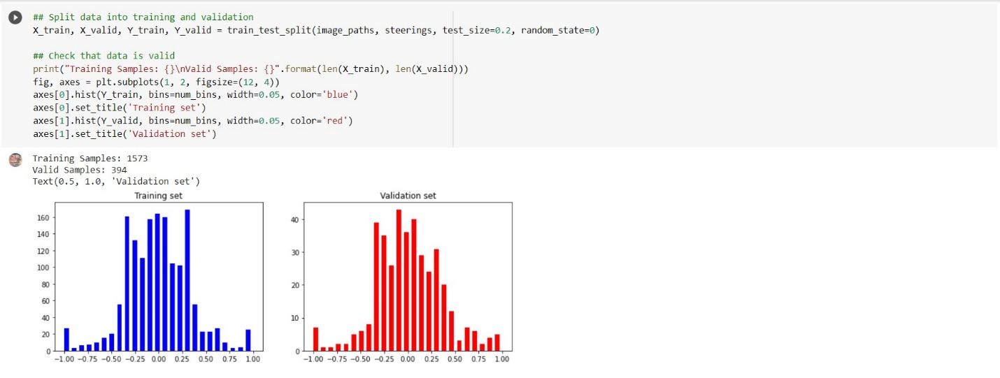 ## Split data into training and validation
X_train, X_valid, Y_train, Y_valid = train_test_split(image_paths, steerings, test_size=0.2, random_state=0)
## Check that data is valid
print("Training Samples: {}\nValid Samples: {}".format(len(X_train), len(X_valid)))
fig, axes = plt.subplots(1, 2, figsize=(12, 4))
axes[0].hist(Y_train, bins=num_bins, width=0.05, color='blue')
axes[0].set_title('Training set')
axes[1].hist(Y_valid, bins=num_bins, width=0.05, color='red')
axes[1].set_title('Validation set')
Training Samples: 1573
Valid Samples: 394
Text(0.5, 1.0, 'Validation set')
Training set
160
140
120
100
80
60
40
20
0
−1.00 −0.75 −0.50 −0.25 0.00 0.25 0.50 0.75 1.00
Validation set
40
30
20
10
0
−1.00 −0.75 −0.50 −0.25 0.00 0.25 0.50 0.75 1.00